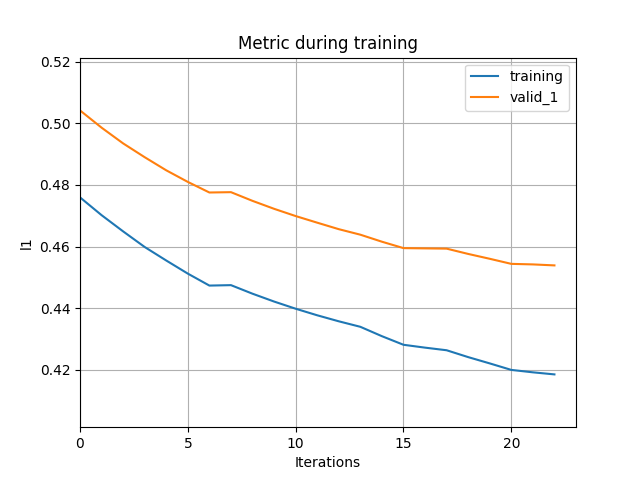 Metric during training
0.52
0.50
0.48
0.46
0.44
0.42
l1
training
valid_1
0 5 10 15 20
Iterations